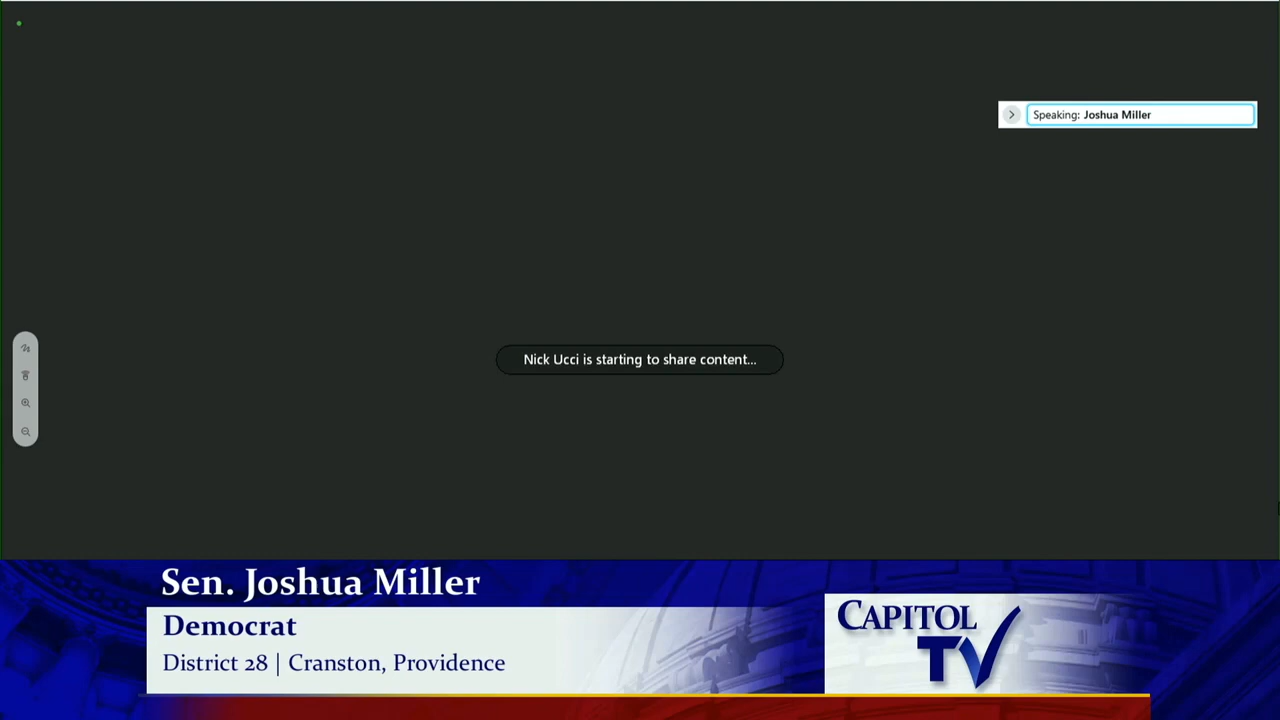 Speaking: Joshua Miller
Nick Ucci is starting to share content...
Sen. Joshua Miller
Democrat
District 28 | Cranston, Providence
CAPITOL
TV